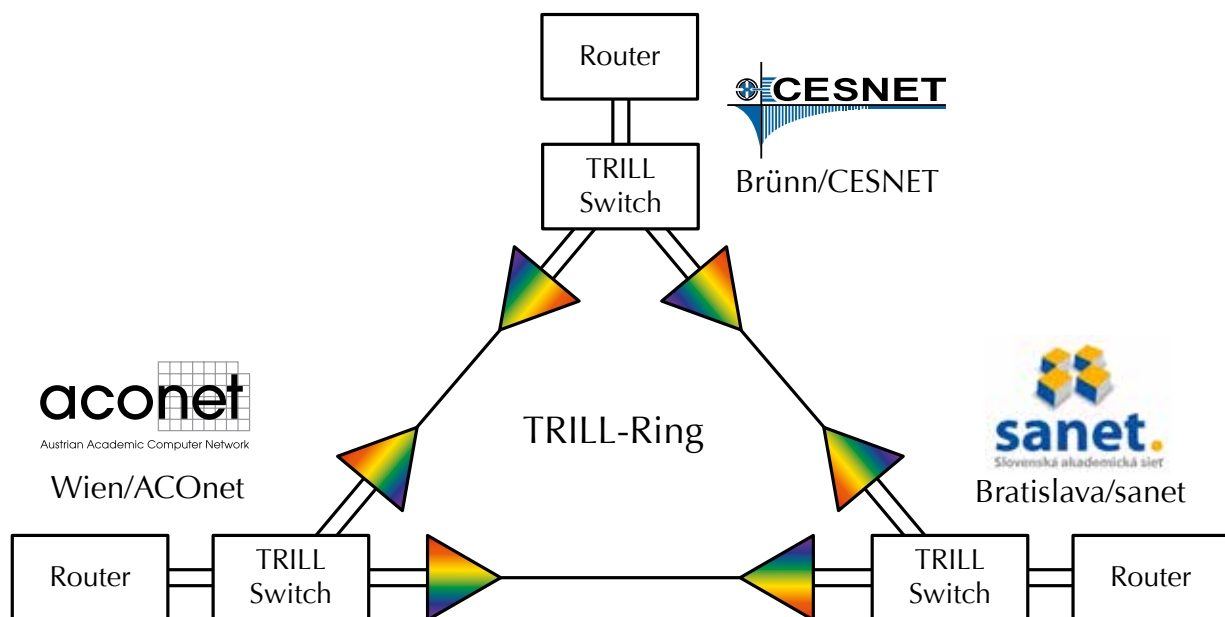 Router
CESNET
TRILL
Switch
Brünn/CESNET
aconet
Austrian Academic Computer Network
Wien/ACOnet
TRILL-Ring
sanet.
Slovenská akademická sieť
Bratislava/sanet
Router
TRILL
Switch
TRILL
Switch
Router